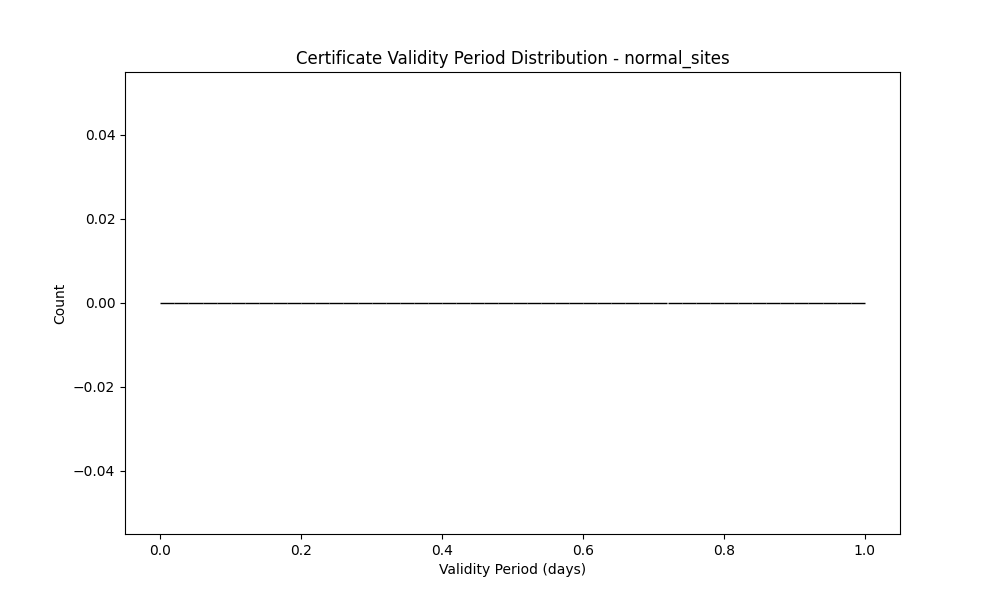 Certificate Validity Period Distribution - normal_sites
0.04
0.02
0.00
−0.02
−0.04
Count
0.0 0.2 0.4 0.6 0.8 1.0
Validity Period (days)